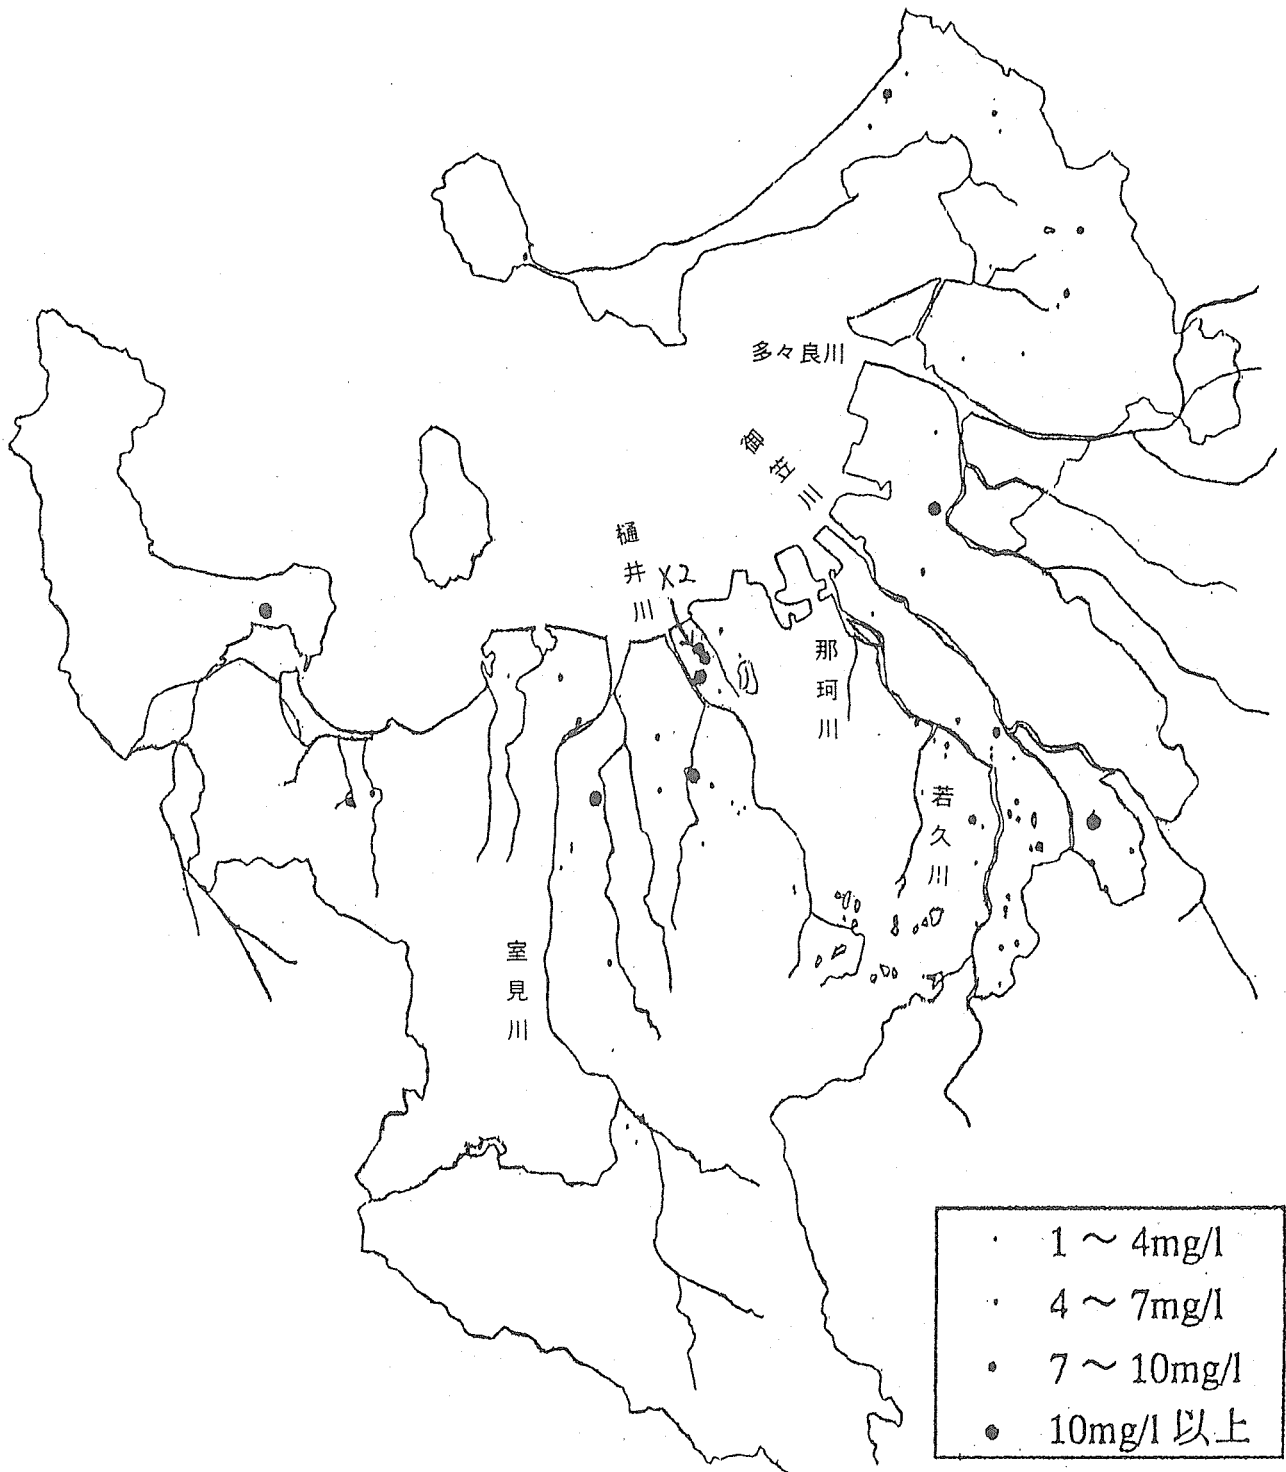 多々良川
御笠川
樋井川
X2
那珂川
若久川
室見川
1 〜 4mg/l
4 〜 7mg/l
7 〜 10mg/l
10mg/l 以上